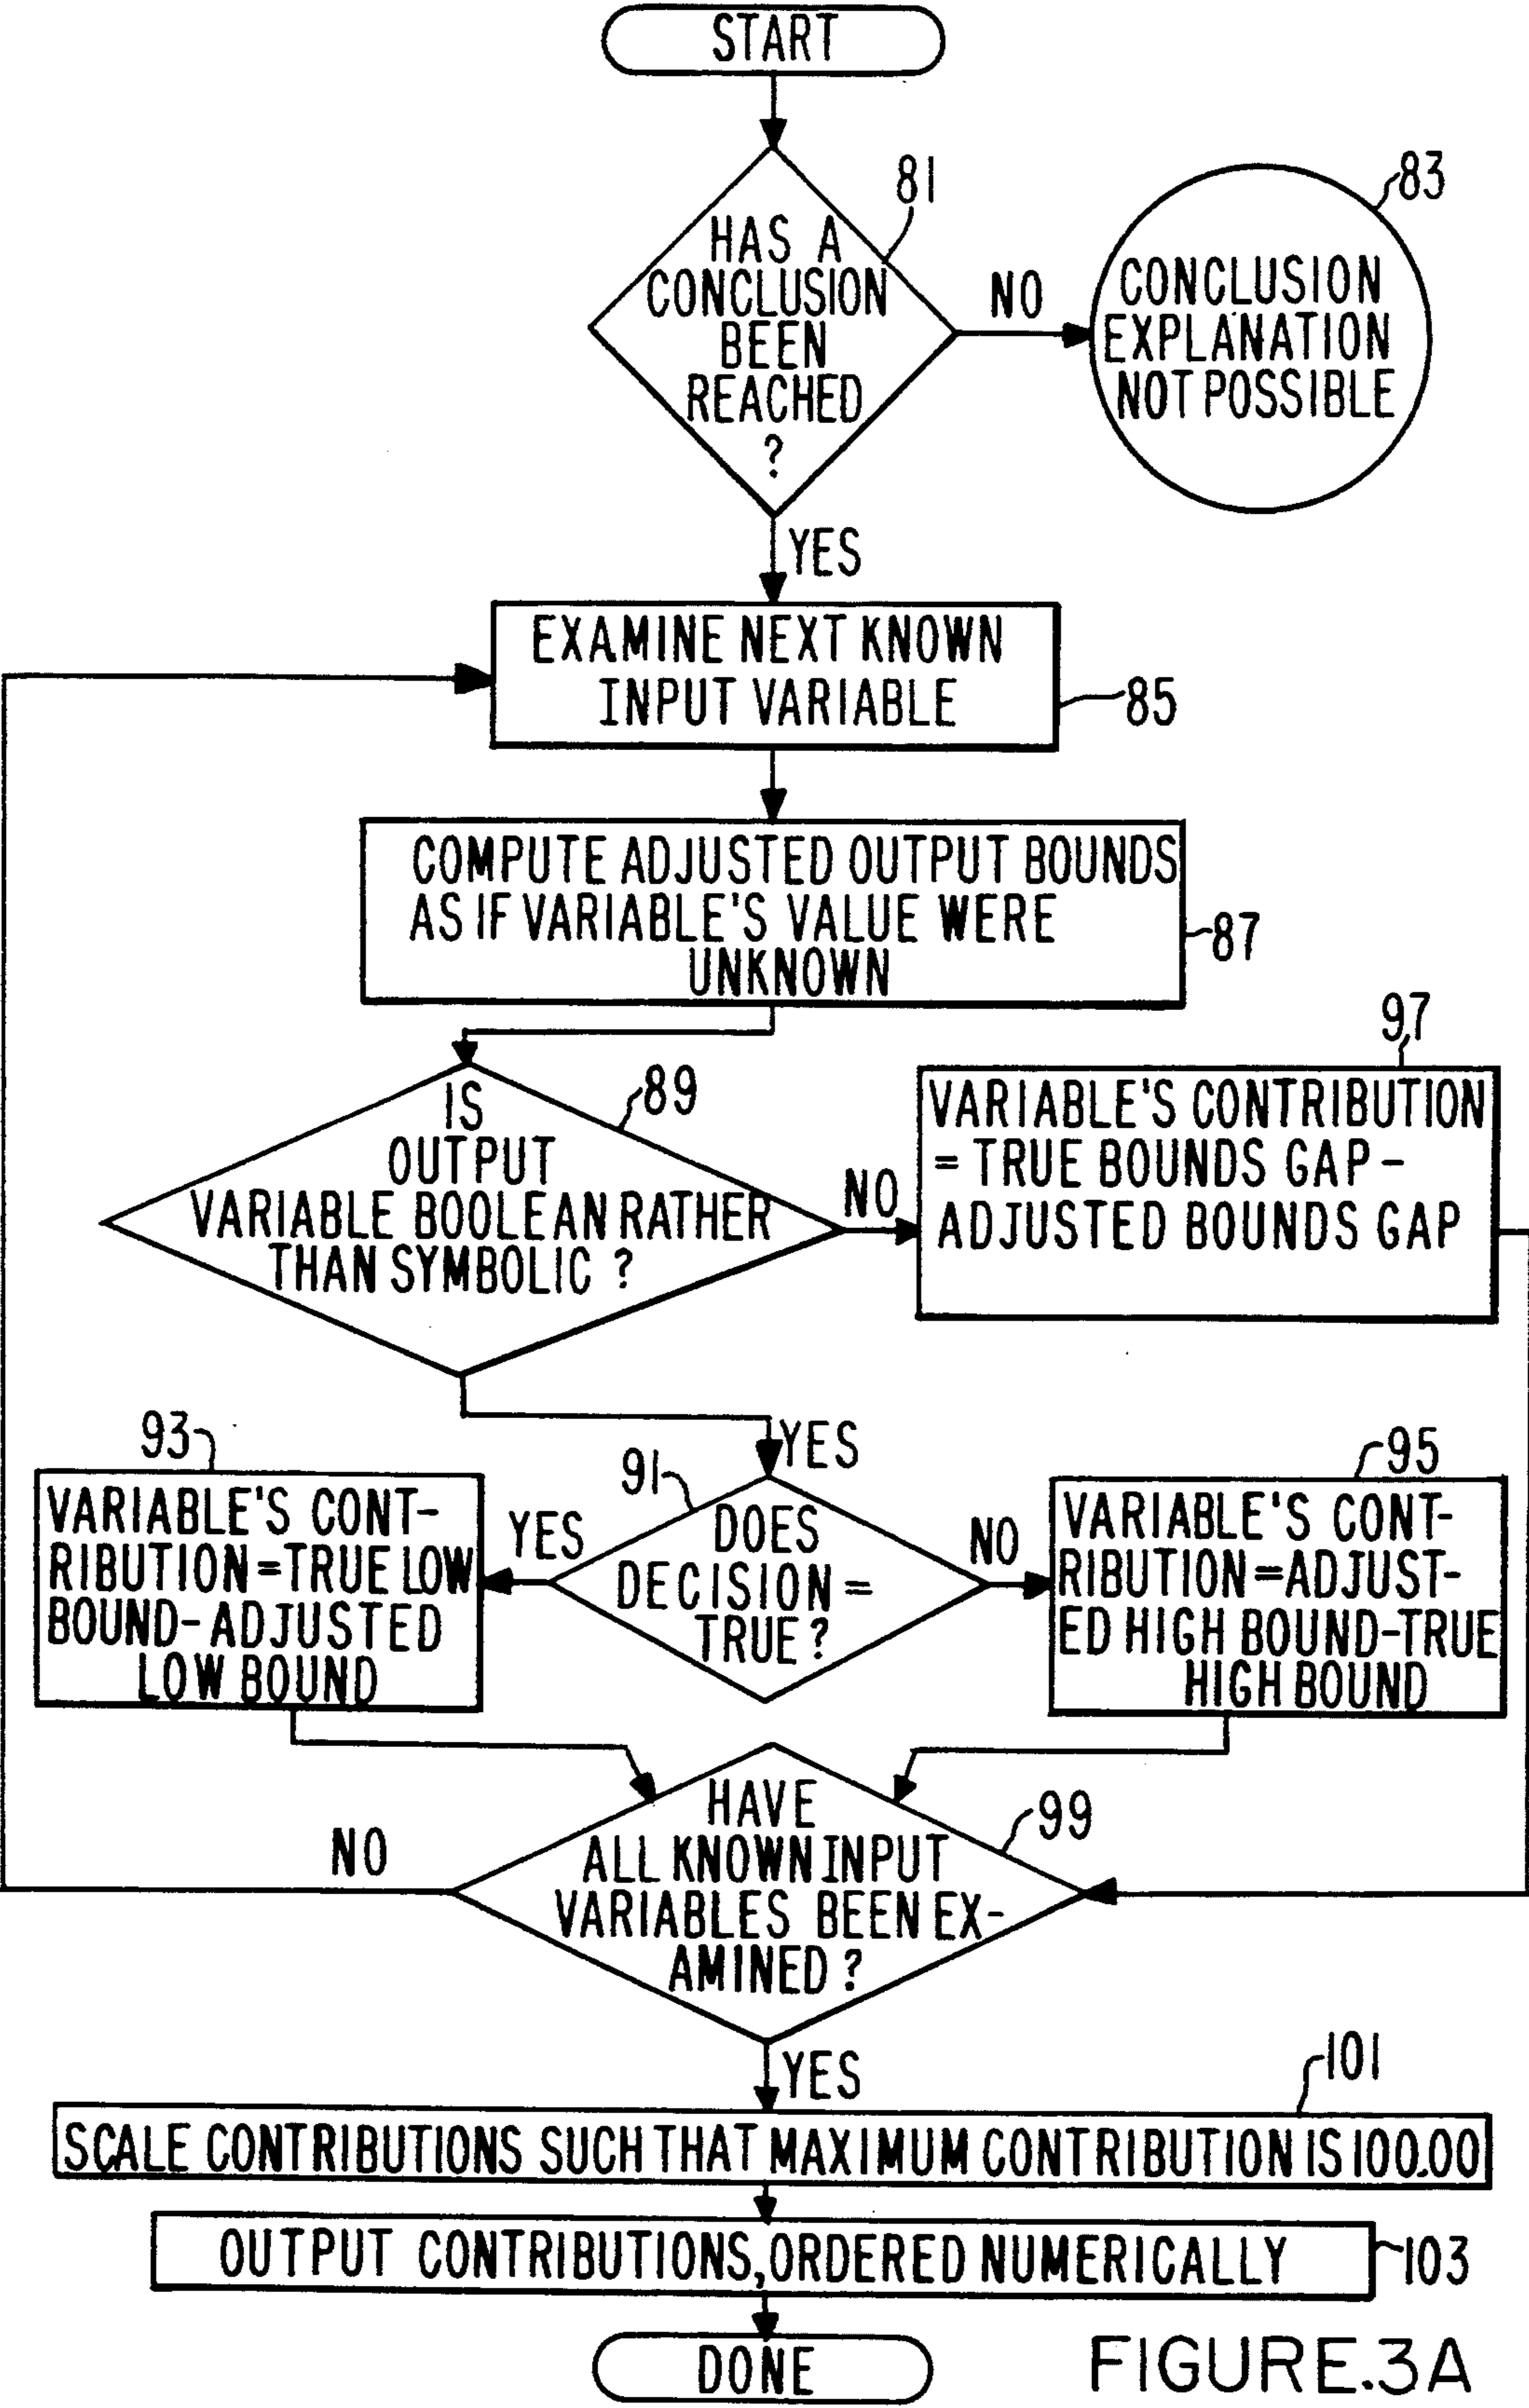 START
81
HAS A
CONCLUSION
BEEN
REACHED
?
NO
83
CONCLUSION
EXPLANATION
NOT POSSIBLE
YES
EXAMINE NEXT KNOWN
INPUT VARIABLE
85
COMPUTE ADJUSTED OUTPUT BOUNDS
AS IF VARIABLE'S VALUE WERE
UNKNOWN
87
89
IS
OUTPUT
VARIABLE BOOLEAN RATHER
THAN SYMBOLIC ?
NO
97
VARIABLE'S CONTRIBUTION
= TRUE BOUNDS GAP-
ADJUSTED BOUNDS GAP
YES
93
VARIABLE'S CONT-
RIBUTION=TRUE LOW
BOUND-ADJUSTED
LOW BOUND
YES
91
DOES
DECISION=
TRUE?
NO
95
VARIABLE'S CONT-
RIBUTION=ADJUST-
ED HIGH BOUND-TRUE
HIGH BOUND
NO
99
HAVE
ALL KNOWN INPUT
VARIABLES BEEN EX-
AMINED?
YES
101
SCALE CONTRIBUTIONS SUCH THAT MAXIMUM CONTRIBUTION IS 100.00
OUTPUT CONTRIBUTIONS, ORDERED NUMERICALLY
103
DONE
FIGURE.3A